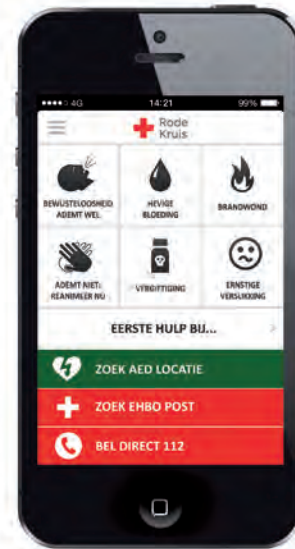 4G 14:21 99%
Rode
Kruis
BEWUSTELOOSHEID
ADEMT WEL
HEVIGE
BLOEDING
BRANDWOND
ADEMT NIET:
REANIMEER NU
VERGIFTIGING
ERNSTIGE
VERSLIKKING
EERSTE HULP BIJ...
ZOEK AED LOCATIE
ZOEK EHBO POST
BEL DIRECT 112